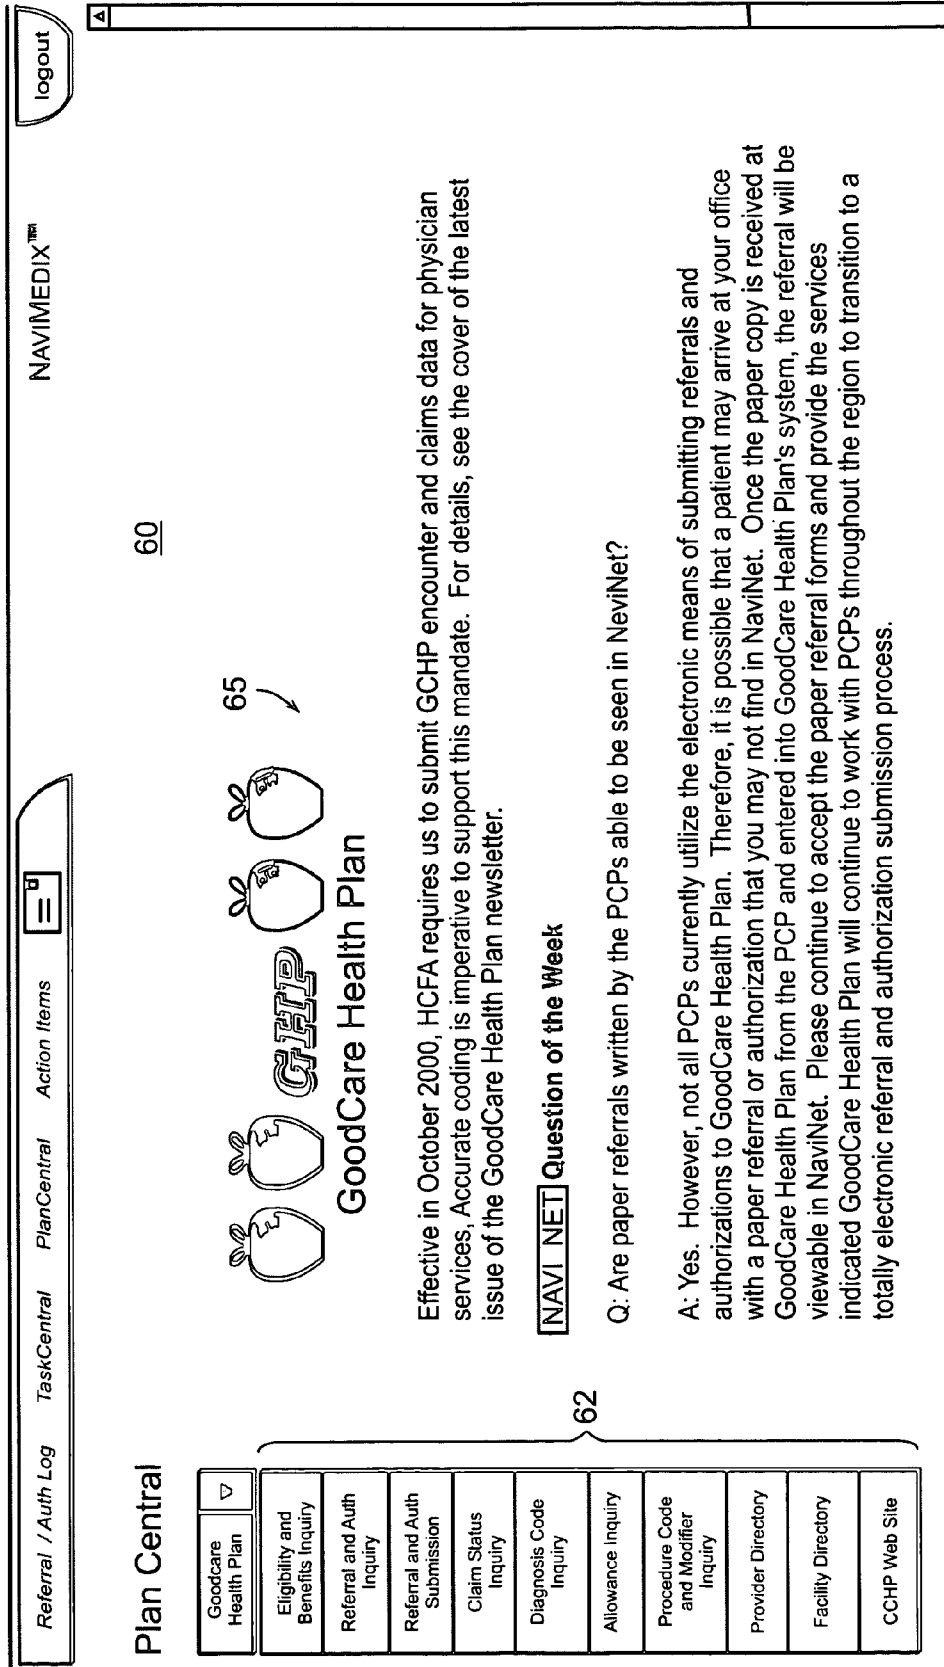 Referral / Auth Log TaskCentral PlanCentral Action Items
NAVIMEDIX™
logout
Plan Central
60
Goodcare
Health Plan
Eligibility and
Benefits Inquiry
Referral and Auth
Inquiry
Referral and Auth
Submission
Claim Status
Inquiry
Diagnosis Code
Inquiry
Allowance Inquiry
Procedure Code
and Modifier
Inquiry
Provider Directory
Facility Directory
CCHP Web Site
62
GHP
65
GoodCare Health Plan
Effective in October 2000, HCFA requires us to submit GCHP encounter and claims data for physician
services, Accurate coding is imperative to support this mandate. For details, see the cover of the latest
issue of the GoodCare Health Plan newsletter.
NAVI NET Question of the Week
Q: Are paper referrals written by the PCPs able to be seen in NeviNet?
A: Yes. However, not all PCPs currently utilize the electronic means of submitting referrals and
authorizations to GoodCare Health Plan. Therefore, it is possible that a patient may arrive at your office
with a paper referral or authorization that you may not find in NaviNet. Once the paper copy is received at
GoodCare Health Plan from the PCP and entered into GoodCare Health Plan's system, the referral will be
viewable in NaviNet. Please continue to accept the paper referral forms and provide the services
indicated GoodCare Health Plan will continue to work with PCPs throughout the region to transition to a
totally electronic referral and authorization submission process.